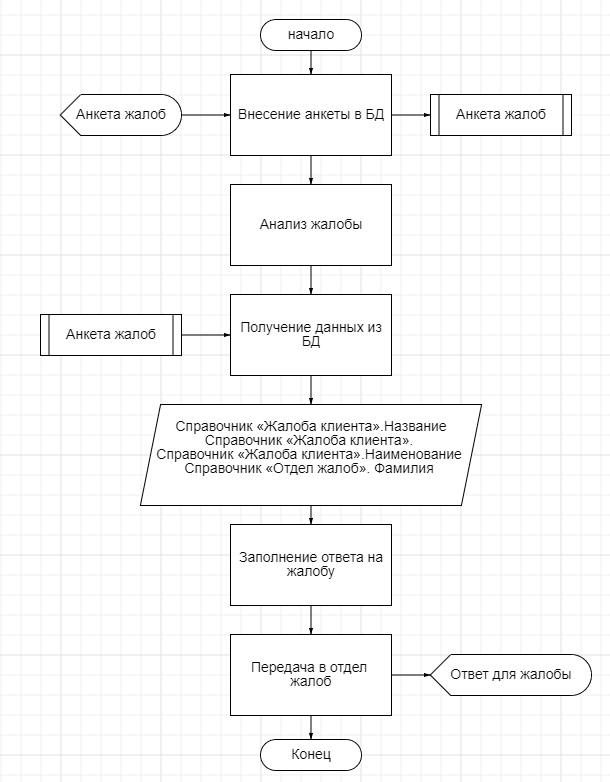 начало
Анкета жалоб
Внесение анкеты в БД
Анкета жалоб
Анализ жалобы
Анкета жалоб
Получение данных из
БД
Справочник «Жалоба клиента».Название
Справочник «Жалоба клиента».
Справочник «Жалоба клиента».Наименование
Справочник «Отдел жалоб». Фамилия
Заполнение ответа на
жалобу
Передача в отдел
жалоб
Ответ для жалобы
Конец